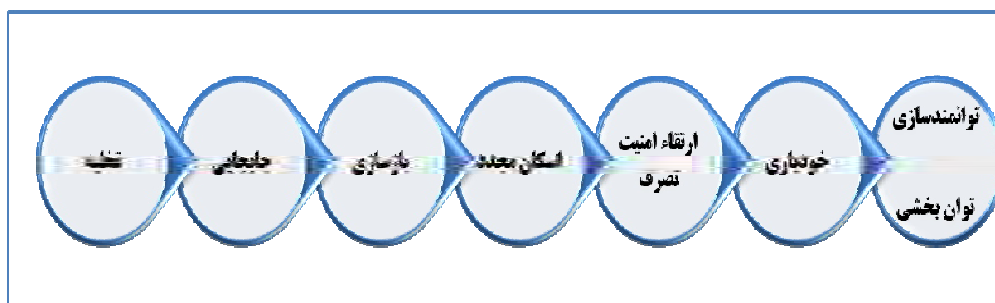 تخلیه
جابجایی
بازسازی
اسکان مجدد
ارتقاء امنیت
تصرف
خودیاری
توانمندسازی
توان بخشی